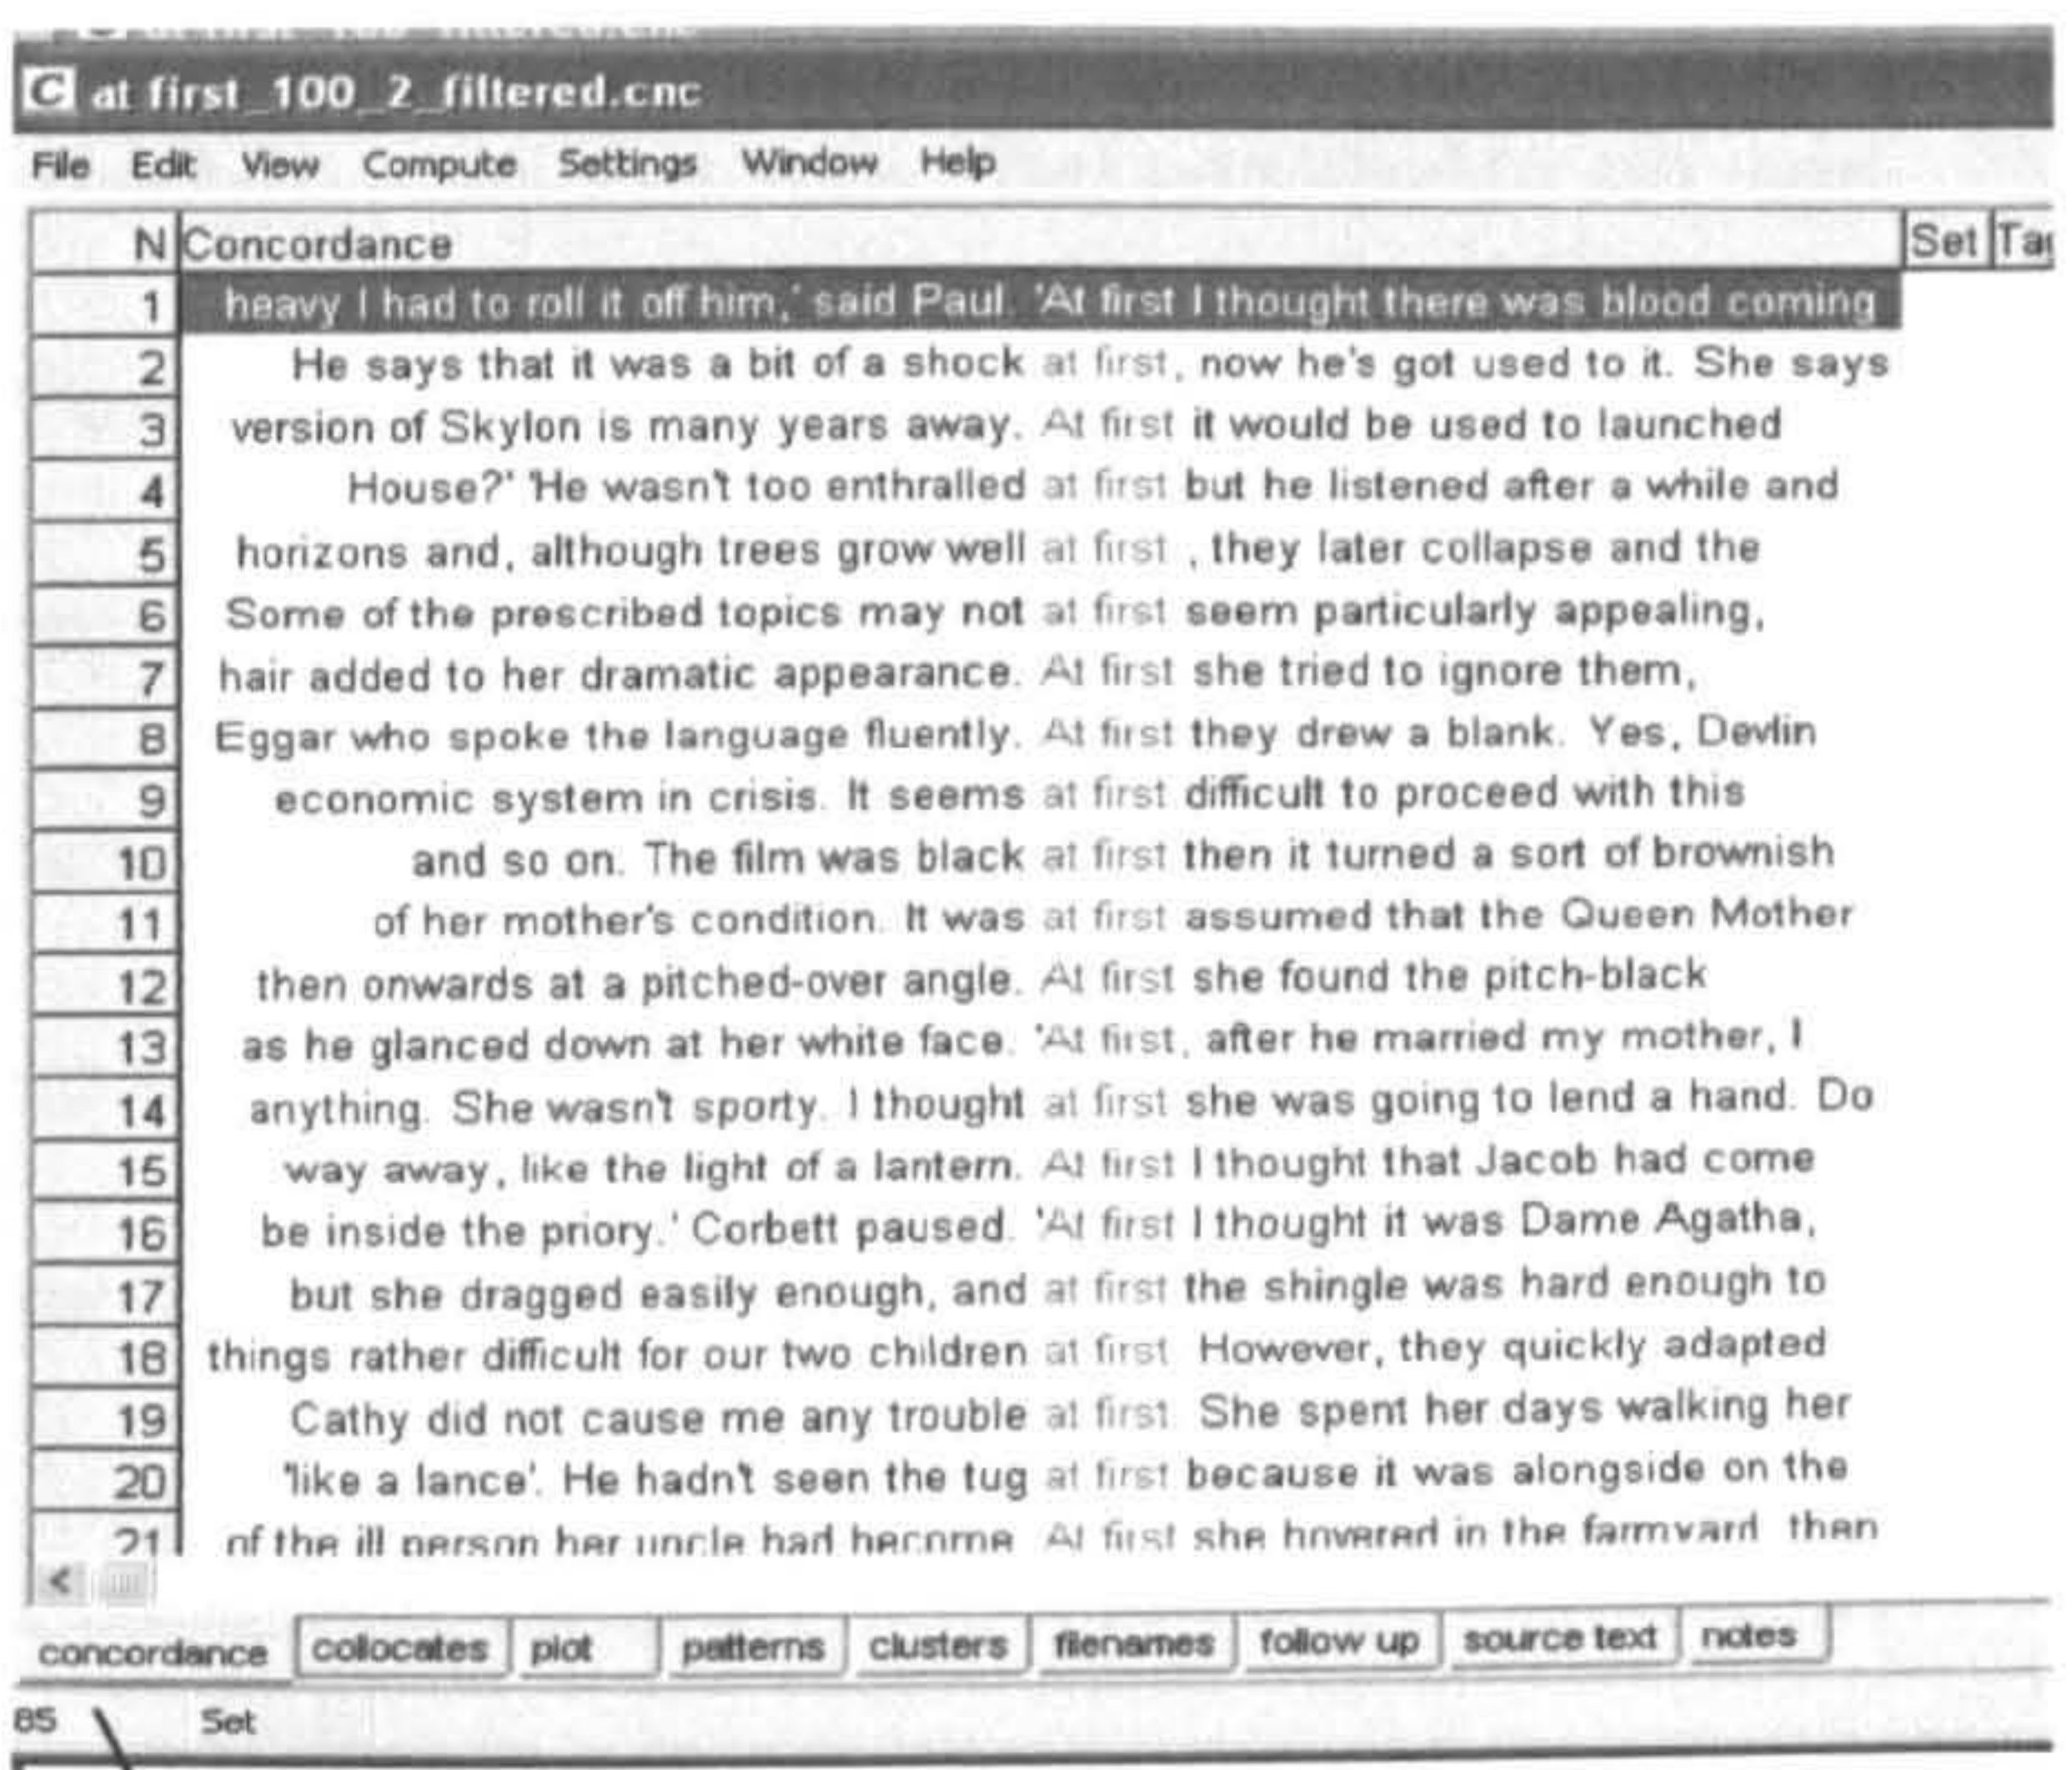 C at first_100_2_filtered.cnc
File Edit View Compute Settings Window Help
N Concordance Set Tag
1 heavy I had to roll it off him,' said Paul. 'At first I thought there was blood coming
2 He says that it was a bit of a shock at first, now he's got used to it. She says
3 version of Skylon is many years away. At first it would be used to launched
4 House?' 'He wasn't too enthralled at first but he listened after a while and
5 horizons and, although trees grow well at first , they later collapse and the
6 Some of the prescribed topics may not at first seem particularly appealing,
7 hair added to her dramatic appearance. At first she tried to ignore them,
8 Eggar who spoke the language fluently. At first they drew a blank. Yes, Devlin
9 economic system in crisis. It seems at first difficult to proceed with this
10 and so on. The film was black at first then it turned a sort of brownish
11 of her mother's condition. It was at first assumed that the Queen Mother
12 then onwards at a pitched-over angle. At first she found the pitch-black
13 as he glanced down at her white face. 'At first, after he married my mother, I
14 anything. She wasn't sporty. I thought at first she was going to lend a hand. Do
15 way away, like the light of a lantern. At first I thought that Jacob had come
16 be inside the priory.' Corbett paused. 'At first I thought it was Dame Agatha,
17 but she dragged easily enough, and at first the shingle was hard enough to
18 things rather difficult for our two children at first. However, they quickly adapted
19 Cathy did not cause me any trouble at first. She spent her days walking her
20 'like a lance'. He hadn't seen the tug at first because it was alongside on the
21 of the ill person her uncle had become. At first she hovered in the farmyard, then
concordance collocates plot patterns clusters filenames follow up source text notes
85 Set